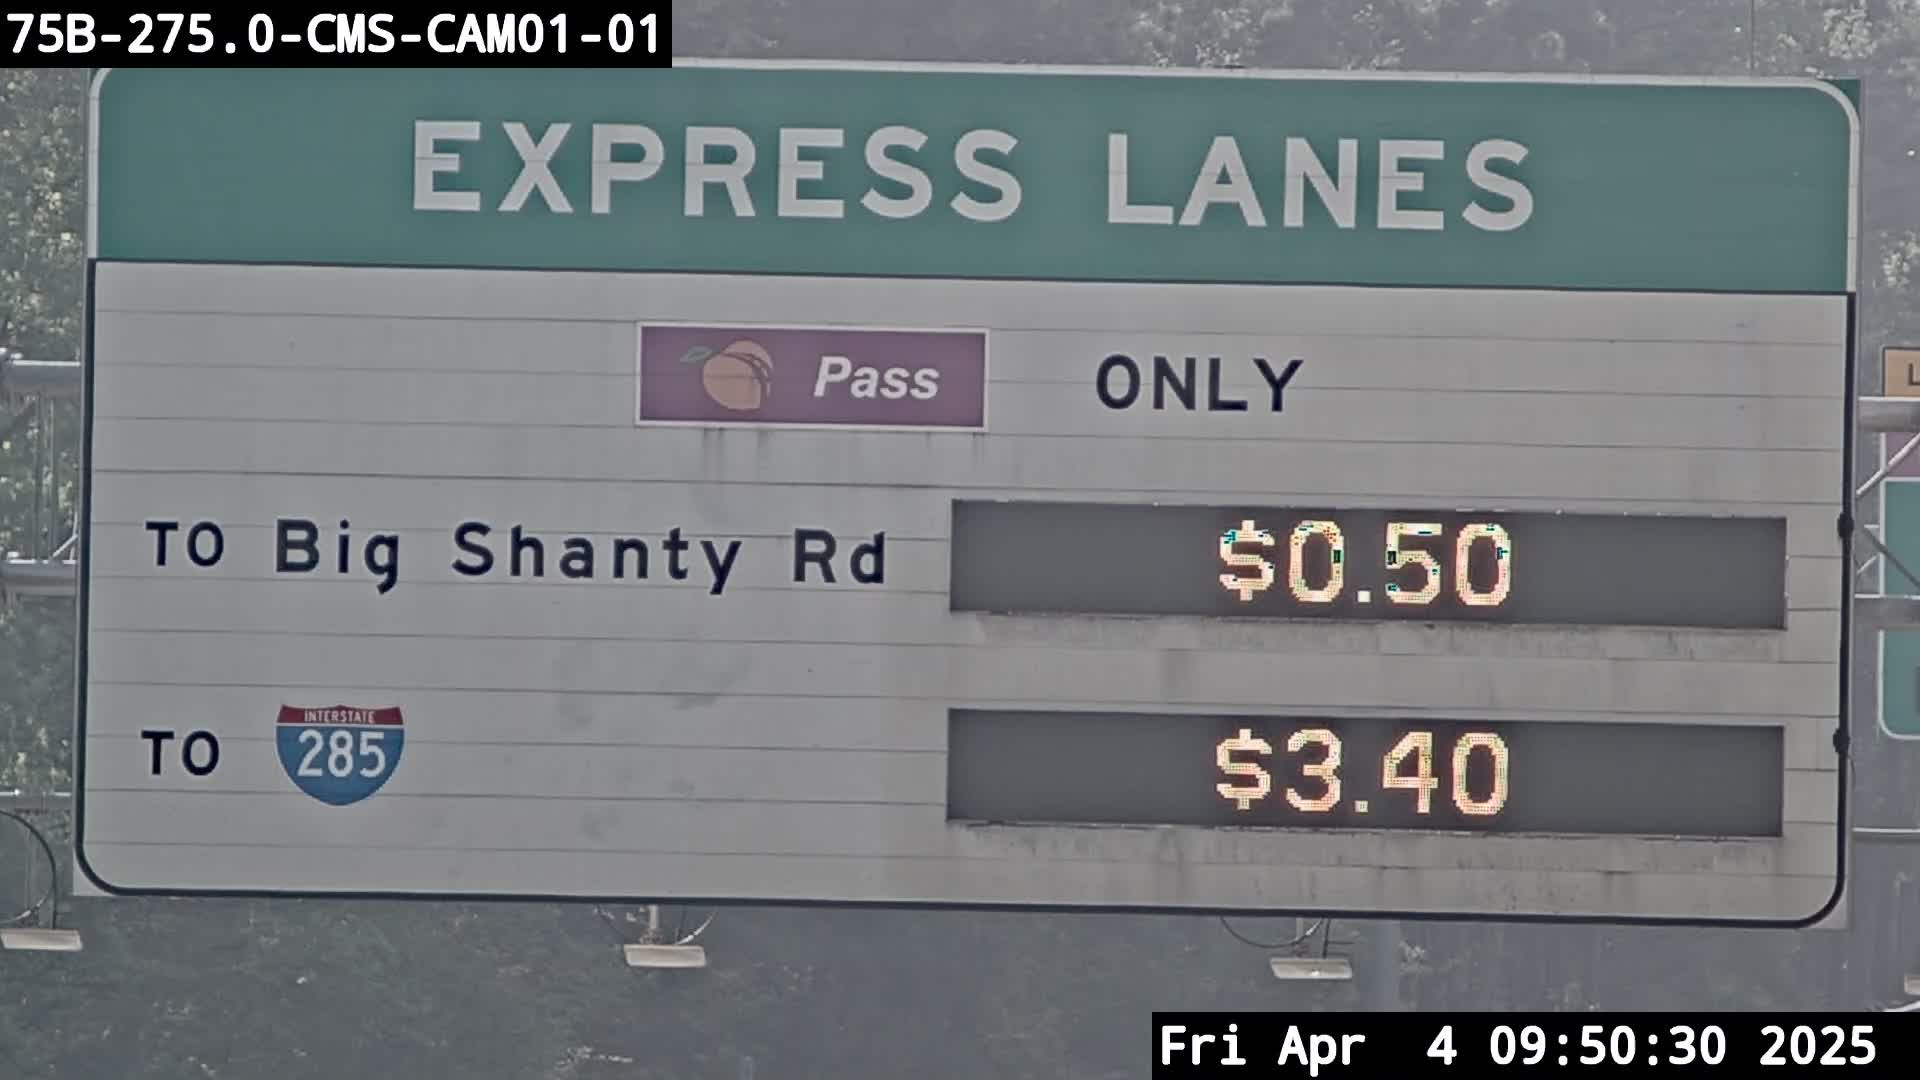 75B-275.0-CMS-CAM01-01
EXPRESS LANES
Pass ONLY
TO Big Shanty Rd $0.50
INTERSTATE
TO 285 $3.40
Fri Apr 4 09:50:30 2025